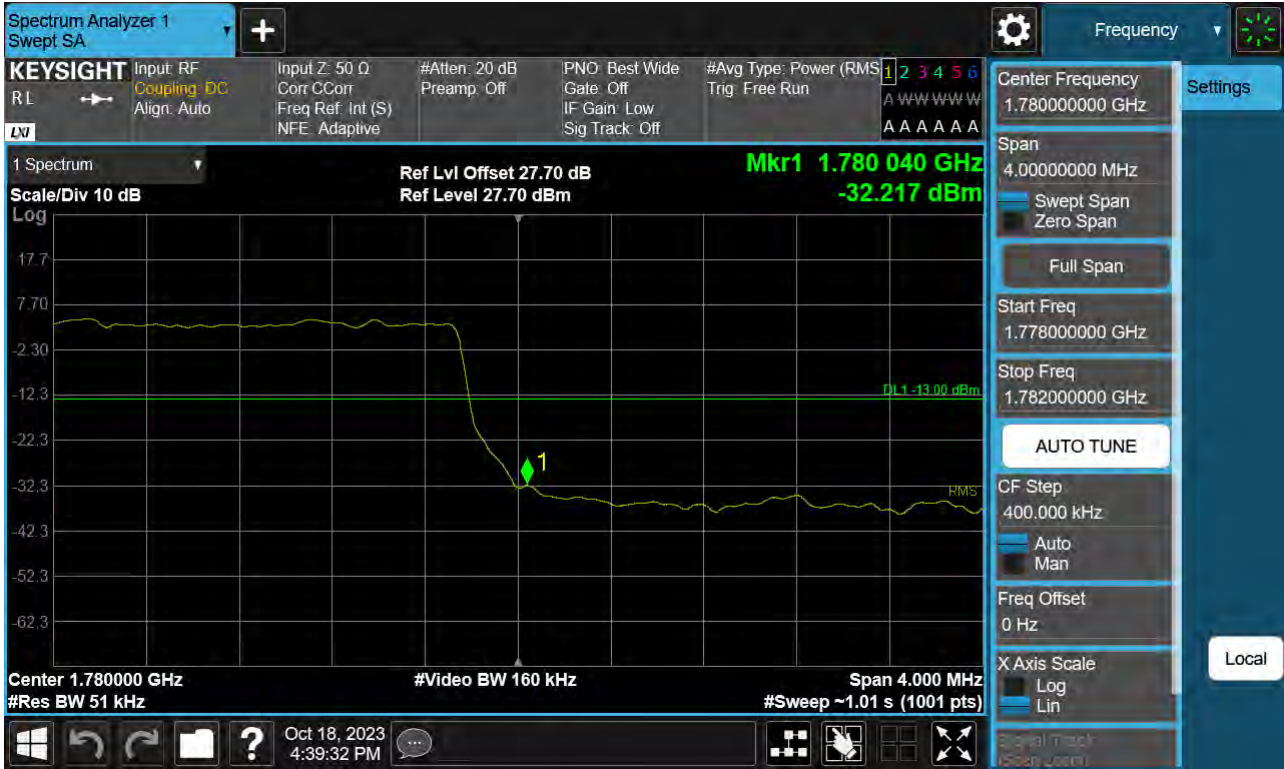 Spectrum Analyzer 1
Swept SA
Frequency
KEYSIGHT
R L
LXI
Input: RF
Coupling: DC
Align: Auto
Input Z: 50 Ω
Corr CCorr
Freq Ref: Int (S)
NFE: Adaptive
#Atten: 20 dB
Preamp: Off
PNO: Best Wide
Gate: Off
IF Gain: Low
Sig Track: Off
#Avg Type: Power (RMS
Trig: Free Run
1 2 3 4 5 6
A W W W W W
A A A A A A
Center Frequency
1.780000000 GHz
Settings
1 Spectrum
Scale/Div 10 dB
Ref Lvl Offset 27.70 dB
Ref Level 27.70 dBm
Mkr1 1.780 040 GHz
-32.217 dBm
Log
17.7
7.70
-2.30
-12.3
-22.3
-32.3
-42.3
-52.3
-62.3
DL1 -13.00 dBm
1
RMS
Center 1.780000 GHz
#Res BW 51 kHz
#Video BW 160 kHz
Span 4.000 MHz
#Sweep ~1.01 s (1001 pts)
Span
4.00000000 MHz
Swept Span
Zero Span
Full Span
Start Freq
1.778000000 GHz
Stop Freq
1.782000000 GHz
AUTO TUNE
CF Step
400.000 kHz
Auto
Man
Freq Offset
0 Hz
X Axis Scale
Log
Lin
Signal Track
(Span Zoom)
Local
?
Oct 18, 2023
4:39:32 PM